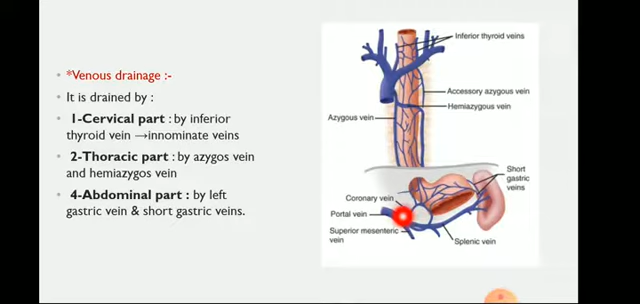 *Venous drainage :-
It is drained by :
1-Cervical part : by inferior
thyroid vein →innominate veins
2-Thoracic part : by azygos vein
and hemiazygos vein
4-Abdominal part : by left
gastric vein & short gastric veins.
Inferior thyroid veins
Accessory azygous vein
Hemiazygous vein
Azygous vein
Short
gastric
veins
Coronary vein
Portal vein
Superior mesenteric
vein
Splenic vein